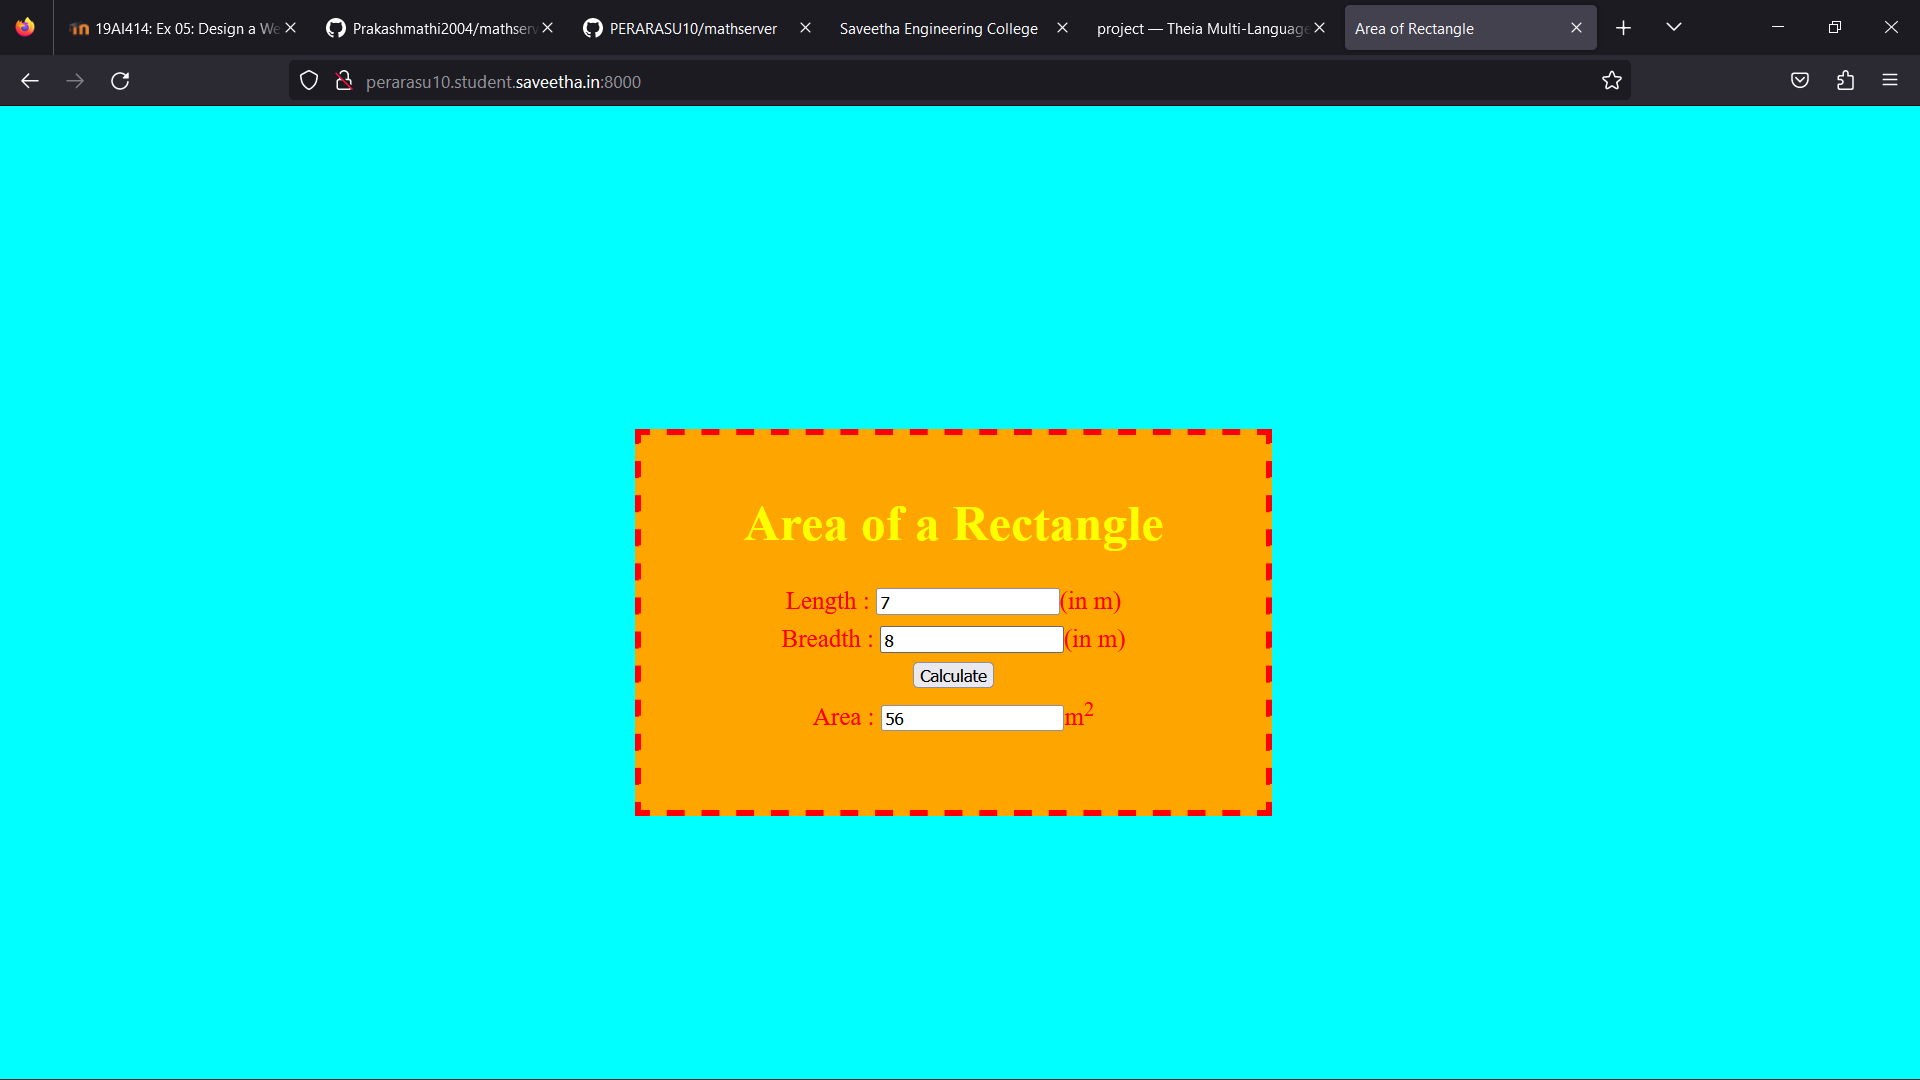 19AI414: Ex 05: Design a We
Prakashmathi2004/mathserv
PERARASU10/mathserver
Saveetha Engineering College
project — Theia Multi-Language
Area of Rectangle
perarasu10.student.saveetha.in:8000
Area of a Rectangle
Length : 7 (in m)
Breadth : 8 (in m)
Calculate
Area : 56 m²